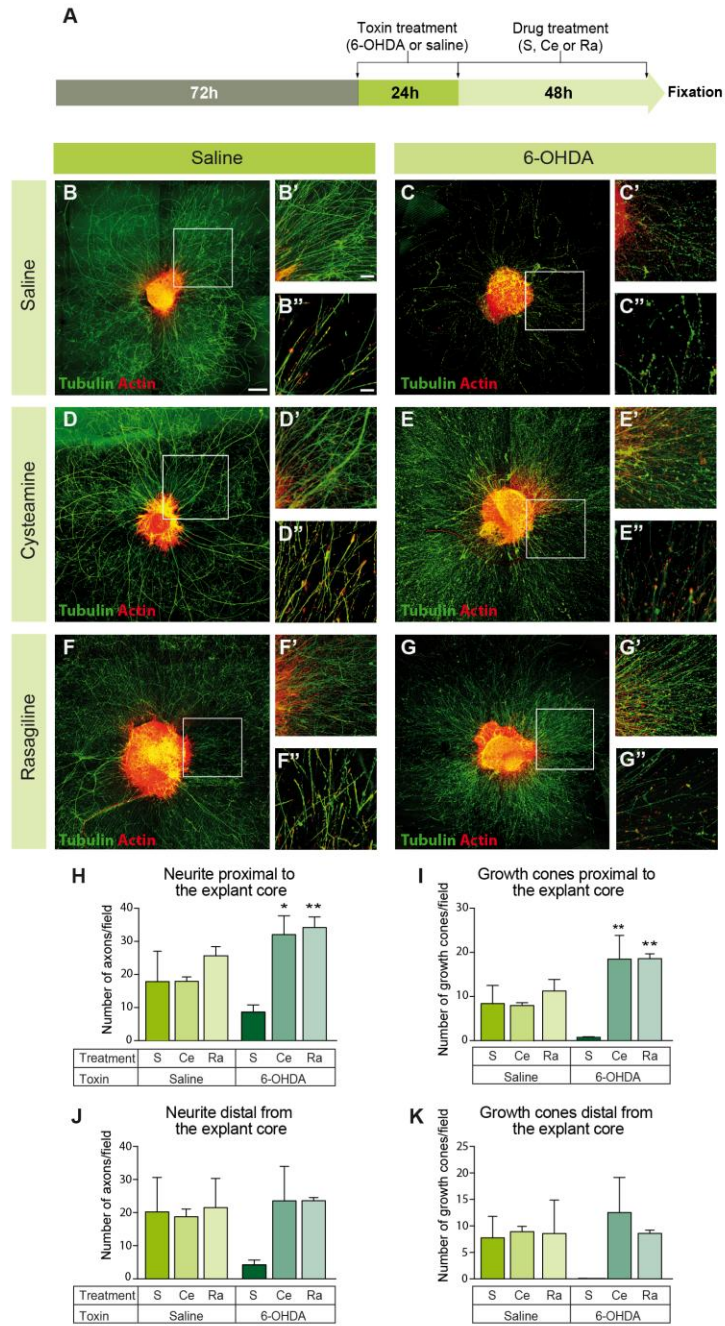 A
Toxin treatment
(6-OHDA or saline)
Drug treatment
(S, Ce or Ra)
72h
24h
48h
Fixation
Saline
6-OHDA
Saline
B
Tubulin Actin
B'
B''
C
Tubulin Actin
C'
C''
Cysteamine
D
Tubulin Actin
D'
D''
E
Tubulin Actin
E'
E''
Rasagiline
F
Tubulin Actin
F'
F''
G
Tubulin Actin
G'
G''
H
Neurite proximal to
the explant core
Number of axons/field
40
30
20
10
0
*
**
Treatment S Ce Ra S Ce Ra
Toxin Saline 6-OHDA
I
Growth cones proximal to
the explant core
Number of growth cones/field
30
20
10
0
**
**
S Ce Ra S Ce Ra
Saline 6-OHDA
J
Neurite distal from
the explant core
Number of axons/field
40
30
20
10
0
Treatment S Ce Ra S Ce Ra
Toxin Saline 6-OHDA
K
Growth cones distal from
the explant core
Number of growth cones/field
25
20
15
10
5
0
S Ce Ra S Ce Ra
Saline 6-OHDA